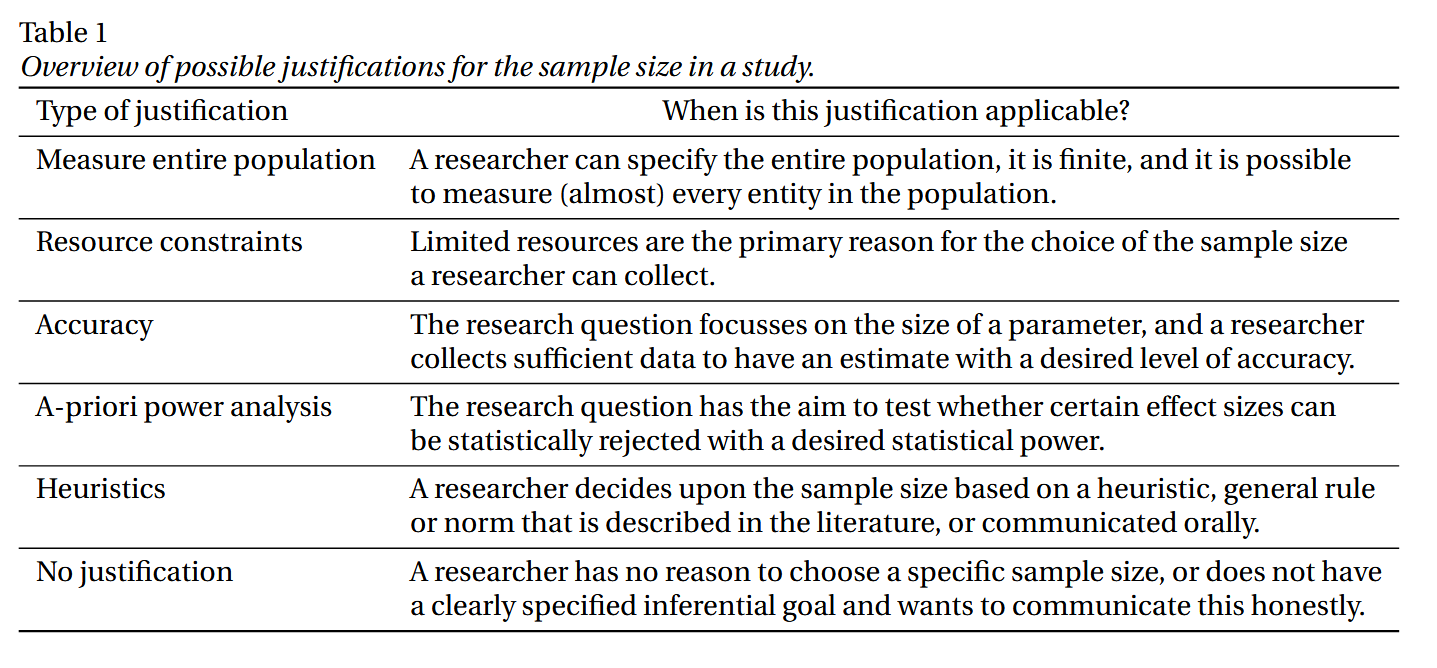 Table 1
Overview of possible justifications for the sample size in a study.
Type of justification When is this justification applicable?
Measure entire population A researcher can specify the entire population, it is finite, and it is possible
to measure (almost) every entity in the population.
Resource constraints Limited resources are the primary reason for the choice of the sample size
a researcher can collect.
Accuracy The research question focusses on the size of a parameter, and a researcher
collects sufficient data to have an estimate with a desired level of accuracy.
A-priori power analysis The research question has the aim to test whether certain effect sizes can
be statistically rejected with a desired statistical power.
Heuristics A researcher decides upon the sample size based on a heuristic, general rule
or norm that is described in the literature, or communicated orally.
No justification A researcher has no reason to choose a specific sample size, or does not have
a clearly specified inferential goal and wants to communicate this honestly.